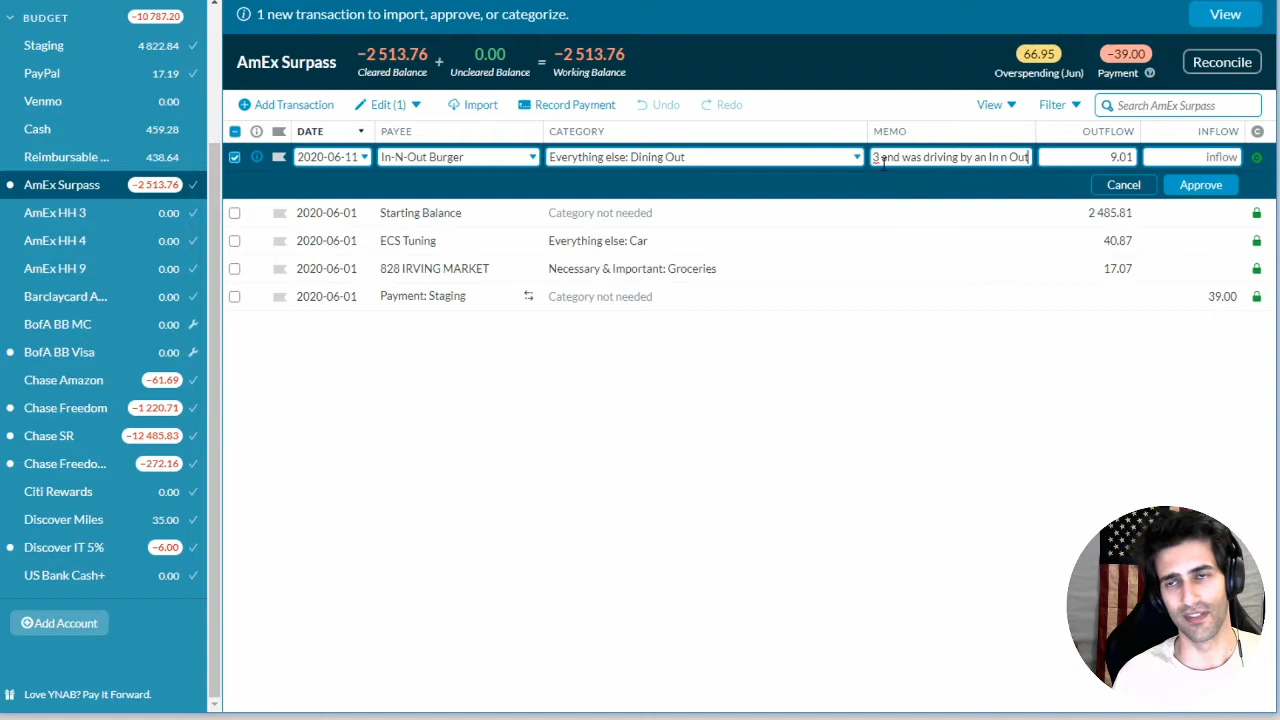 BUDGET −10 787.20
Staging 4 822.84
PayPal 17.19
Venmo 0.00
Cash 459.28
Reimbursable ... 438.64
AmEx Surpass −2 513.76
AmEx HH 3 0.00
AmEx HH 4 0.00
AmEx HH 9 0.00
Barclaycard A... 0.00
BofA BB MC 0.00
BofA BB Visa 0.00
Chase Amazon −61.69
Chase Freedom −1 220.71
Chase SR −12 485.83
Chase Freedo... −272.16
Citi Rewards 0.00
Discover Miles 35.00
Discover IT 5% −6.00
US Bank Cash+ 0.00
Add Account
Love YNAB? Pay It Forward.
1 new transaction to import, approve, or categorize. View
AmEx Surpass −2 513.76 + 0.00 = −2 513.76 66.95 −39.00 Reconcile
Cleared Balance Uncleared Balance Working Balance Overspending (Jun) Payment ?
Add Transaction Edit (1) Import Record Payment Undo Redo View Filter Search AmEx Surpass
DATE PAYEE CATEGORY MEMO OUTFLOW INFLOW C
2020-06-11 In-N-Out Burger Everything else: Dining Out 3 end was driving by an In n Out 9.01 inflow
Cancel Approve
2020-06-01 Starting Balance Category not needed 2 485.81
2020-06-01 ECS Tuning Everything else: Car 40.87
2020-06-01 828 IRVING MARKET Necessary & Important: Groceries 17.07
2020-06-01 Payment: Staging Category not needed 39.00